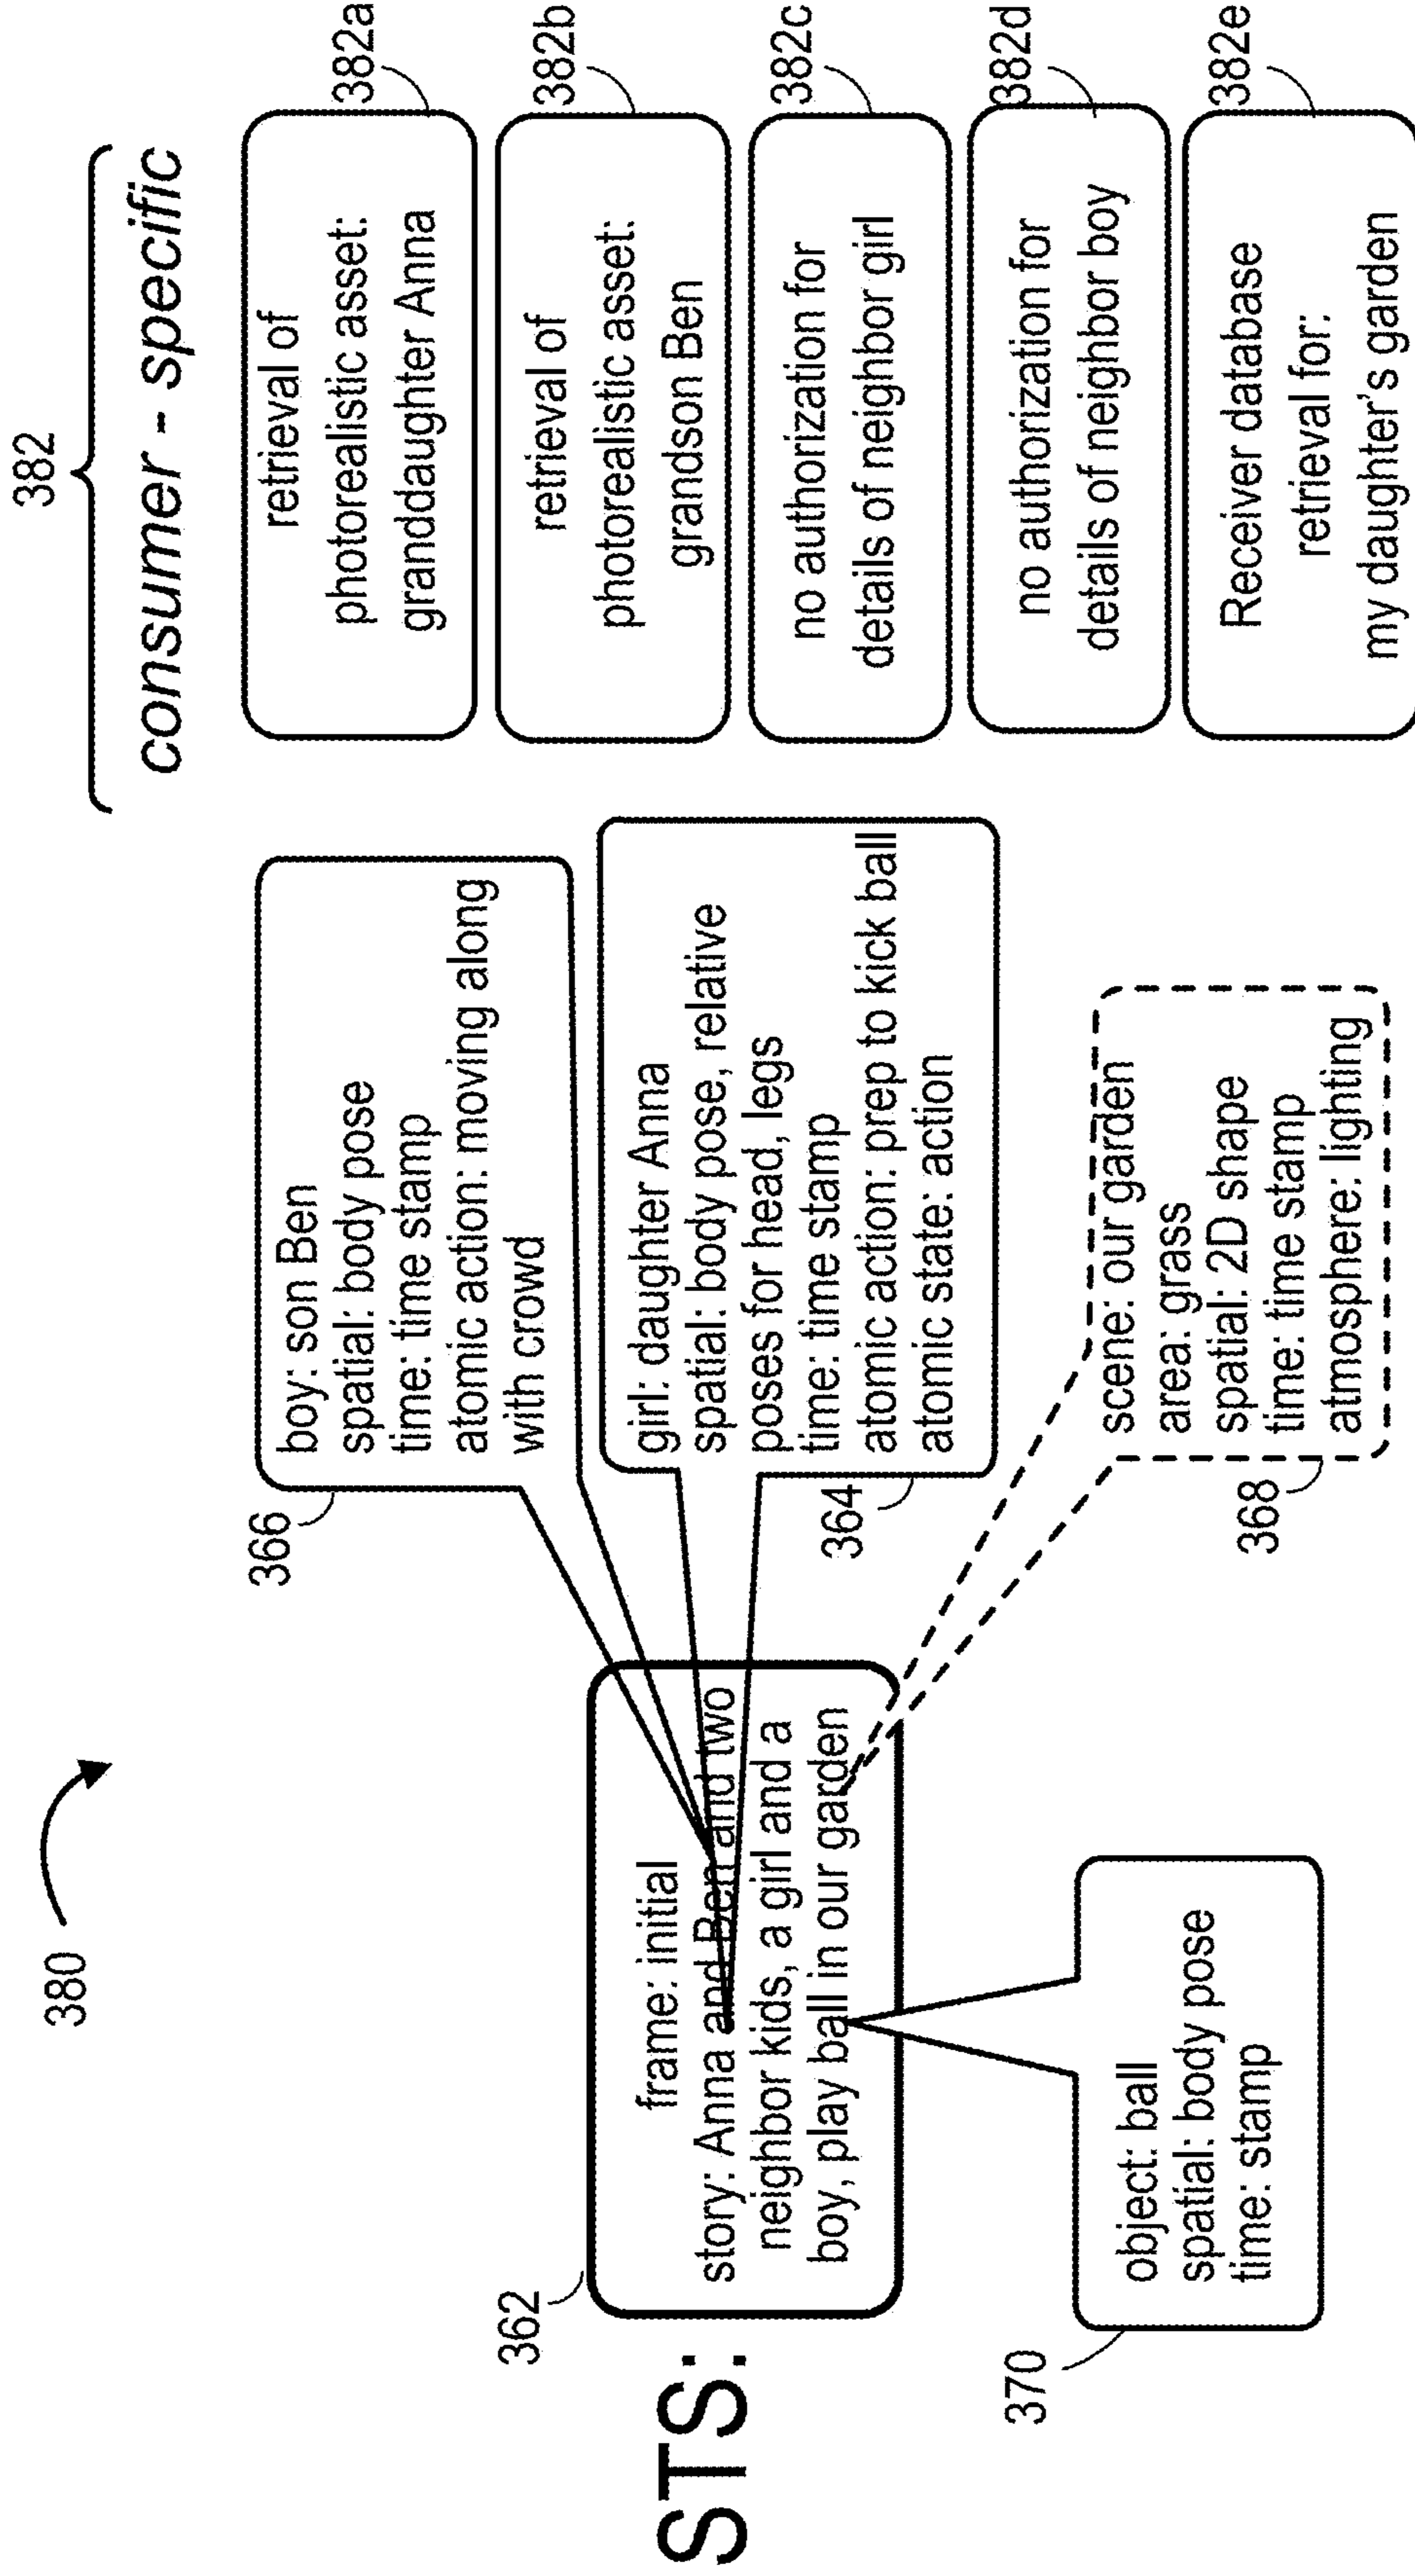 380
382
consumer - specific
366
boy: son Ben
spatial: body pose
time: time stamp
atomic action: moving along
with crowd
retrieval of
photorealistic asset:
granddaughter Anna
382a
retrieval of
photorealistic asset:
grandson Ben
382b
STS:
362
frame: initial
story: Anna and Ben and two
neighbor kids, a girl and a
boy, play ball in our garden
girl: daughter Anna
spatial: body pose, relative
poses for head, legs
time: time stamp
atomic action: prep to kick ball
atomic state: action
364
no authorization for
details of neighbor girl
382c
no authorization for
details of neighbor boy
382d
370
object: ball
spatial: body pose
time: stamp
scene: our garden
area: grass
spatial: 2D shape
time: time stamp
atmosphere: lighting
368
Receiver database
retrieval for:
my daughter's garden
382e